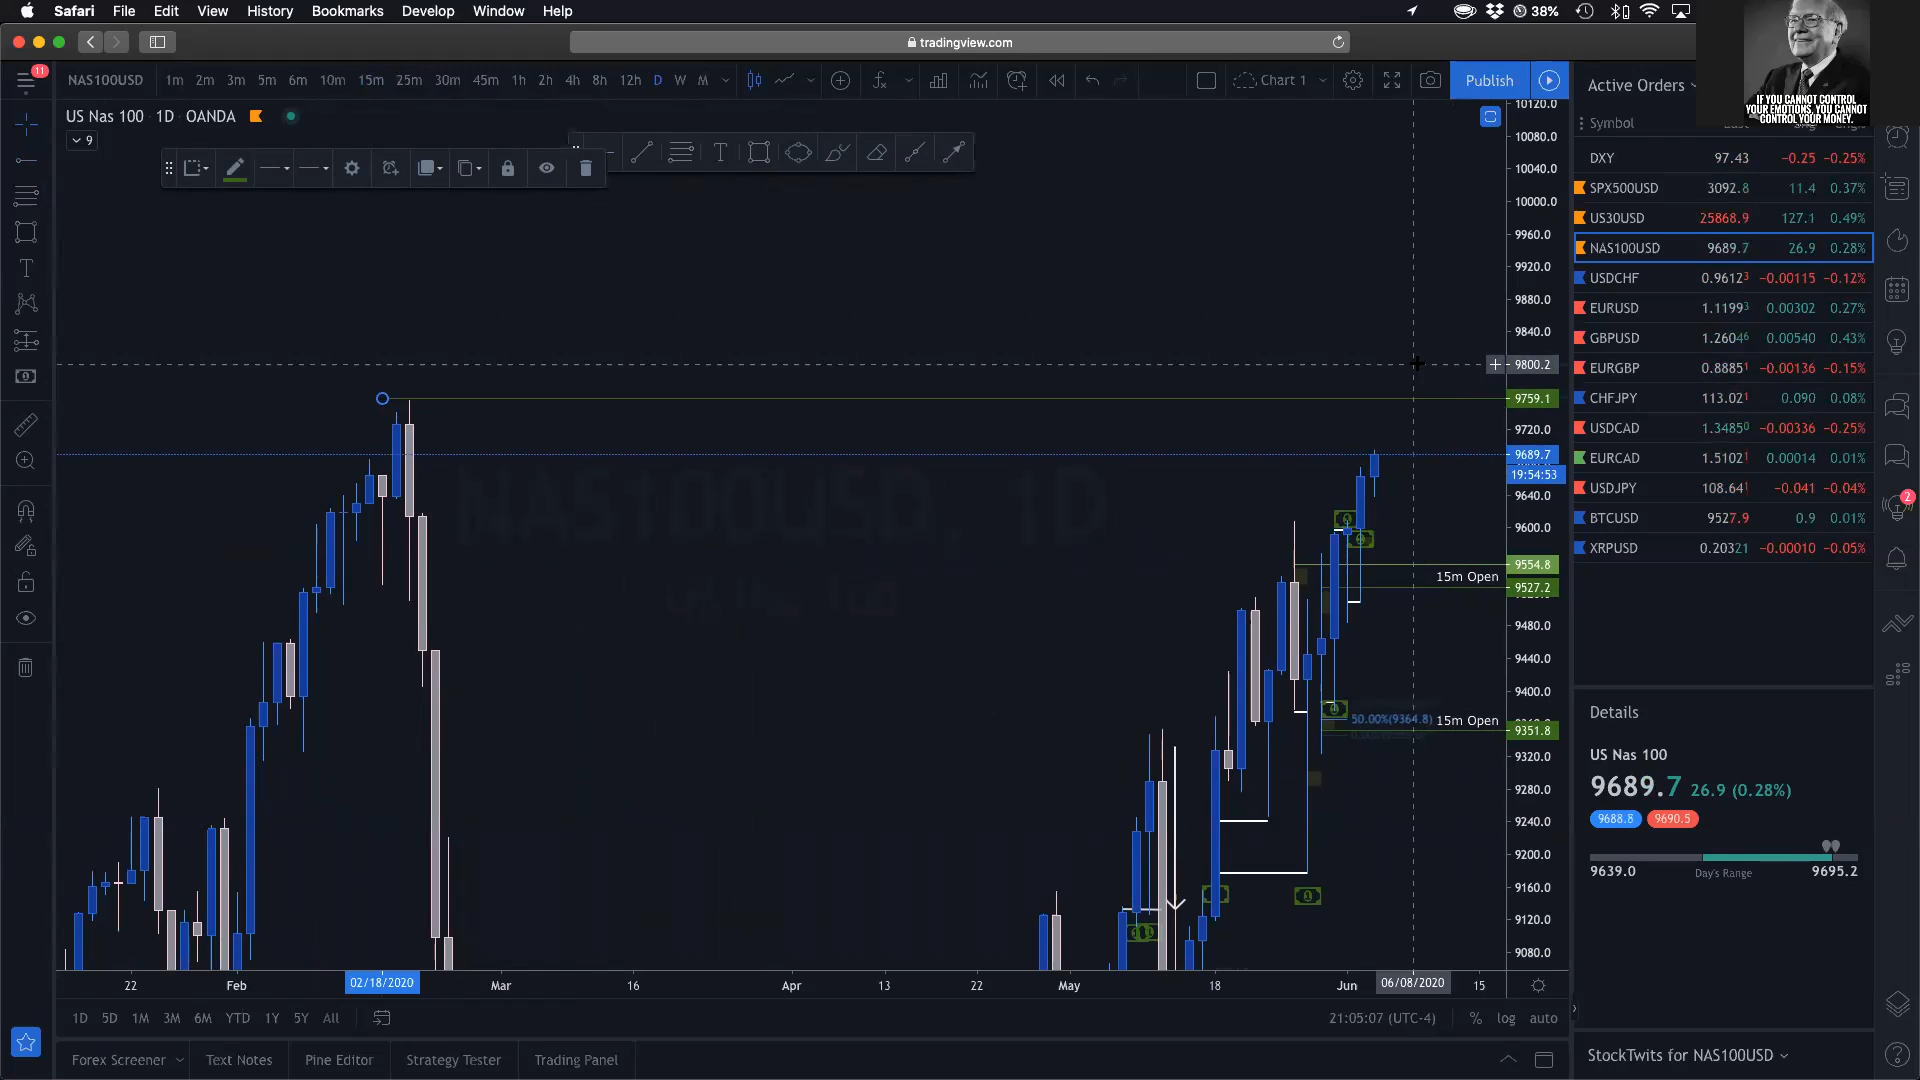 Safari File Edit View History Bookmarks Develop Window Help 38%
tradingview.com
11
NAS100USD 1m 2m 3m 5m 6m 10m 15m 25m 30m 45m 1h 2h 4h 8h 12h D W M Chart 1 Publish
US Nas 100 1D OANDA
9
IF YOU CANNOT CONTROL
YOUR EMOTIONS, YOU CANNOT
CONTROL YOUR MONEY.
Active Orders
Symbol
DXY 97.43 −0.25 −0.25%
SPX500USD 3092.8 11.4 0.37%
US30USD 25868.9 127.1 0.49%
NAS100USD 9689.7 26.9 0.28%
USDCHF 0.96123 −0.00115 −0.12%
EURUSD 1.11993 0.00302 0.27%
GBPUSD 1.26046 0.00540 0.43%
EURGBP 0.88851 −0.00136 −0.15%
CHFJPY 113.021 0.090 0.08%
USDCAD 1.34850 −0.00336 −0.25%
EURCAD 1.51021 0.00014 0.01%
USDJPY 108.641 −0.041 −0.04%
BTCUSD 9527.9 0.9 0.01%
XRPUSD 0.20321 −0.00010 −0.05%
2
10120.0
10080.0
10040.0
10000.0
9960.0
9920.0
9880.0
9840.0
9800.2
9759.1
9720.0
9689.7
19:54:53
9640.0
9600.0
9554.8
15m Open
9527.2
9480.0
9440.0
9400.0
50.00%(9364.8) 15m Open
9351.8
9320.0
9280.0
9240.0
9200.0
9160.0
9120.0
9080.0
NAS100USD, 1D
22 Feb 02/18/2020 Mar 16 Apr 13 22 May 18 Jun 06/08/2020 15
1D 5D 1M 3M 6M YTD 1Y 5Y All 21:05:07 (UTC-4) % log auto
Forex Screener Text Notes Pine Editor Strategy Tester Trading Panel
Details
US Nas 100
9689.7 26.9 (0.28%)
9688.8 9690.5
9639.0 Day's Range 9695.2
StockTwits for NAS100USD